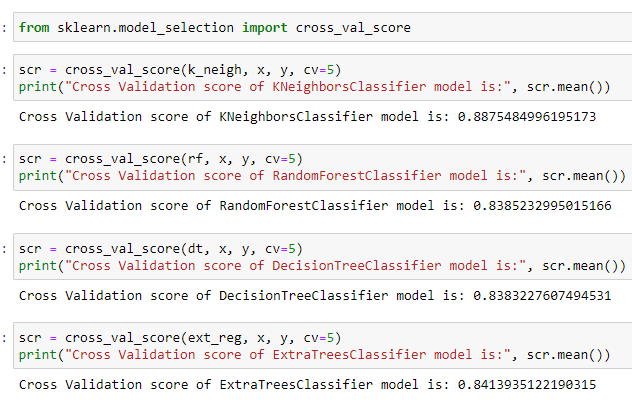 : from sklearn.model_selection import cross_val_score
: scr = cross_val_score(k_neigh, x, y, cv=5)
print("Cross Validation score of KNeighborsClassifier model is:", scr.mean())
Cross Validation score of KNeighborsClassifier model is: 0.8875484996195173
: scr = cross_val_score(rf, x, y, cv=5)
print("Cross Validation score of RandomForestClassifier model is:", scr.mean())
Cross Validation score of RandomForestClassifier model is: 0.8385232995015166
: scr = cross_val_score(dt, x, y, cv=5)
print("Cross Validation score of DecisionTreeClassifier model is:", scr.mean())
Cross Validation score of DecisionTreeClassifier model is: 0.8383227607494531
: scr = cross_val_score(ext_reg, x, y, cv=5)
print("Cross Validation score of ExtraTreesClassifier model is:", scr.mean())
Cross Validation score of ExtraTreesClassifier model is: 0.8413935122190315